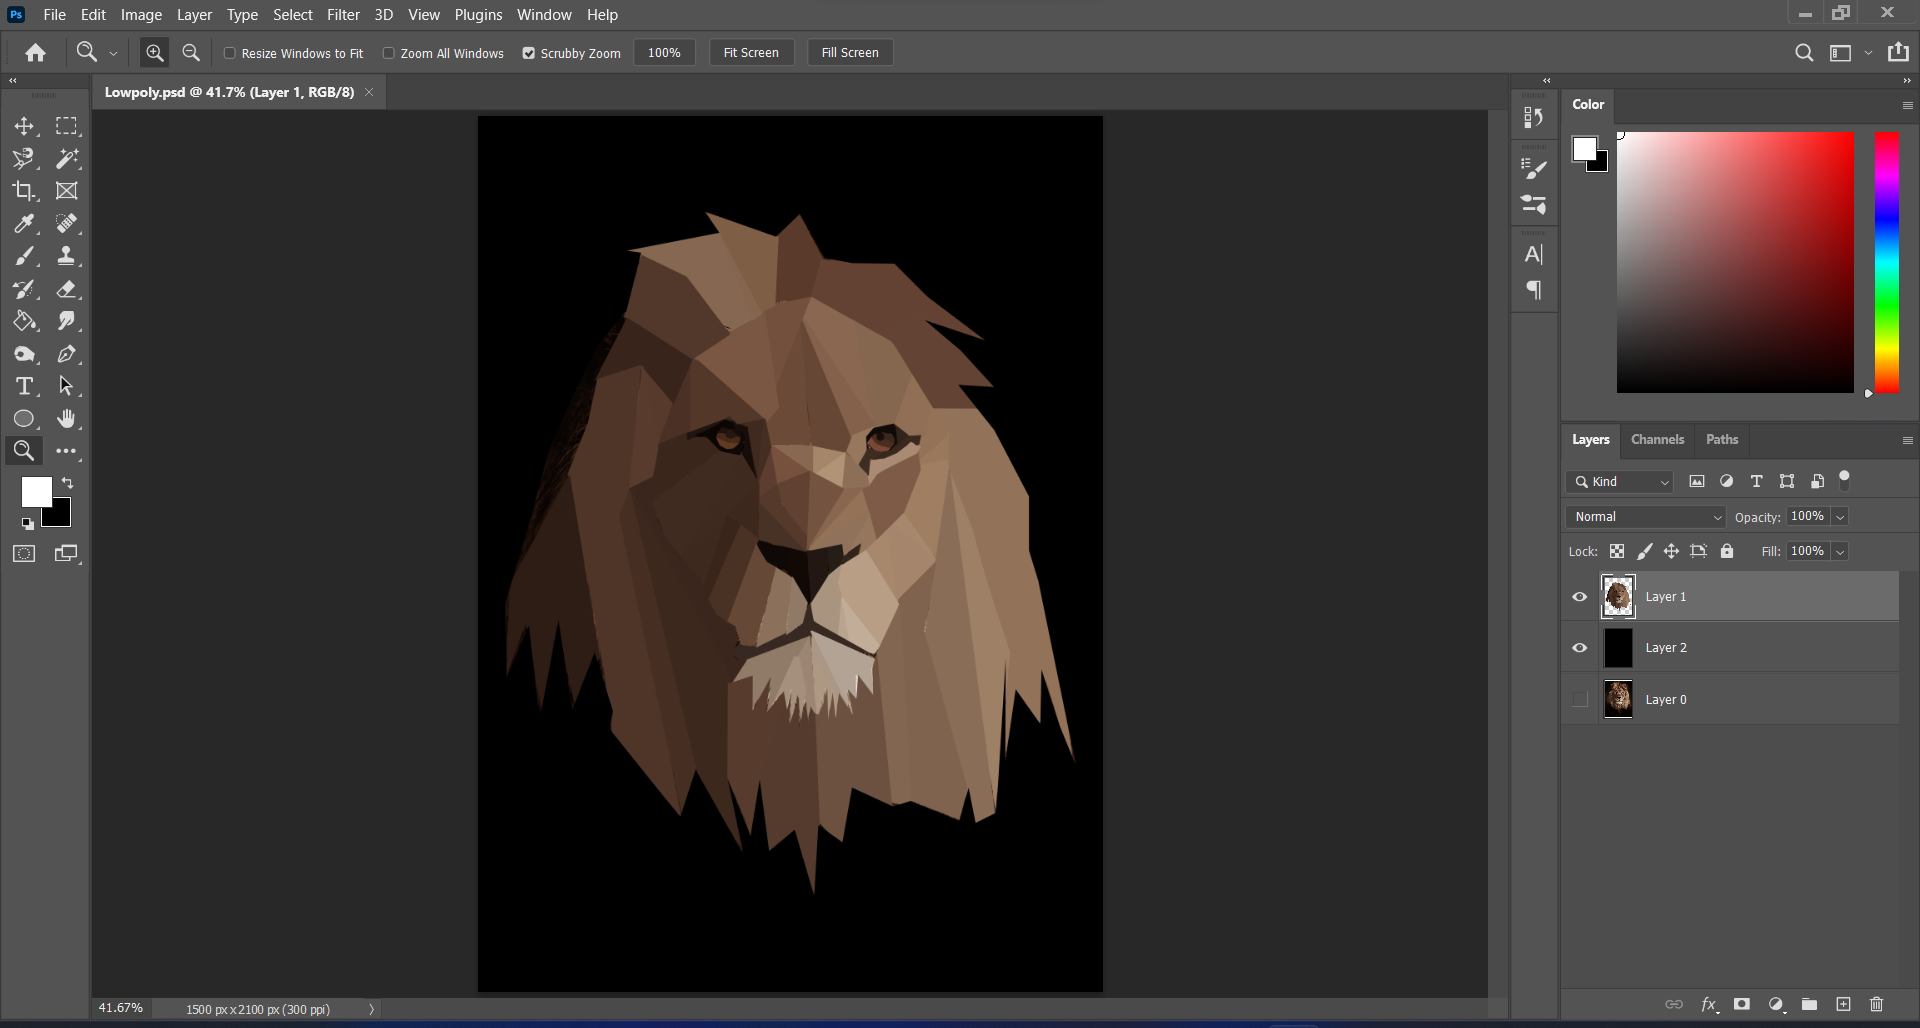 Ps File Edit Image Layer Type Select Filter 3D View Plugins Window Help
Resize Windows to Fit Zoom All Windows Scrubby Zoom 100% Fit Screen Fill Screen
Lowpoly.psd @ 41.7% (Layer 1, RGB/8)
Color
Layers Channels Paths
Kind
Normal Opacity: 100%
Lock: Fill: 100%
Layer 1
Layer 2
Layer 0
fx
41.67% 1500 px x 2100 px (300 ppi)